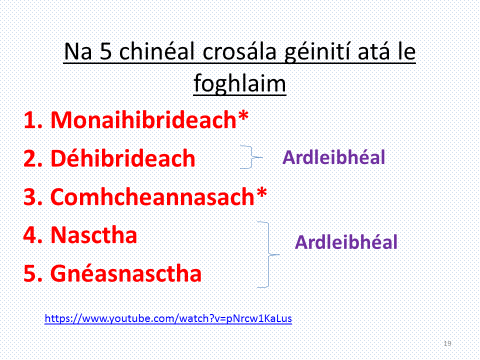 Na 5 chinéal crosála géinití atá le
foghlaim
1. Monaihibrideach*
2. Déhibrideach
Ardleibhéal
3. Comhcheannasach*
4. Nasctha
Ardleibhéal
5. Gnéasnasctha
https://www.youtube.com/watch?v=pNrcw1KaLus
19